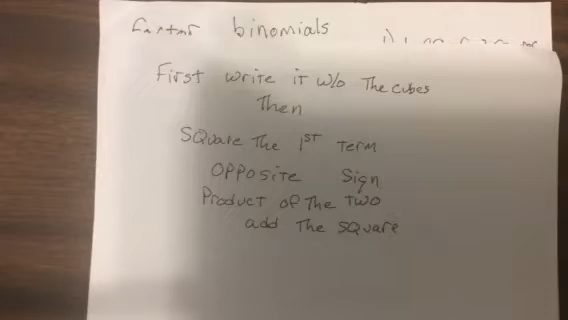 Factor binomials
First write it w/o The cubes
Then
SQuare The 1ST Term
OPPOSiTe Sign
Product of The Two
add The SQuare